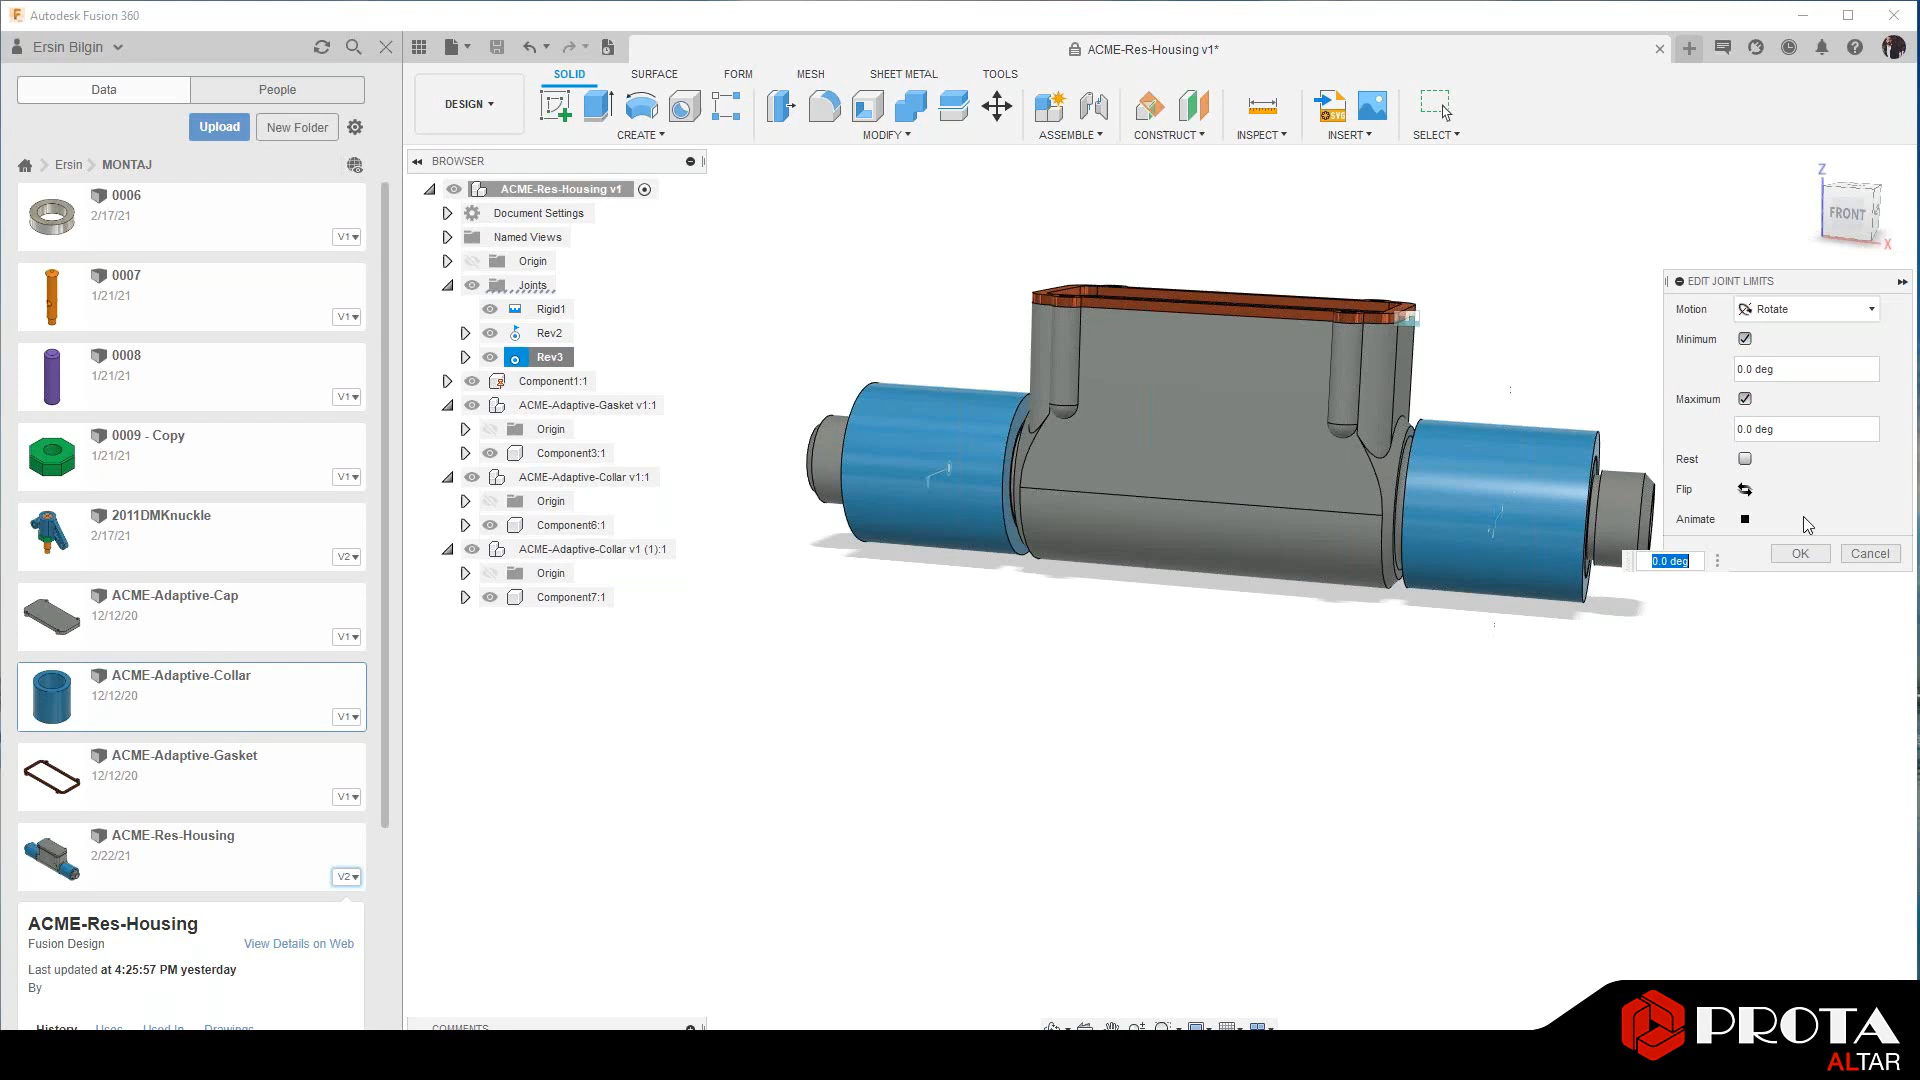 Autodesk Fusion 360
Ersin Bilgin
ACME-Res-Housing v1*
Data
People
Upload
New Folder
Ersin
MONTAJ
0006
2/17/21
V1
0007
1/21/21
V1
0008
1/21/21
V1
0009 - Copy
1/21/21
V1
2011DMKnuckle
2/17/21
V2
ACME-Adaptive-Cap
12/12/20
V1
ACME-Adaptive-Collar
12/12/20
V1
ACME-Adaptive-Gasket
12/12/20
V1
ACME-Res-Housing
2/22/21
V2
ACME-Res-Housing
Fusion Design
View Details on Web
Last updated at 4:25:57 PM yesterday
By
History Uses Used In Drawings
DESIGN
SOLID SURFACE FORM MESH SHEET METAL TOOLS
CREATE MODIFY ASSEMBLE CONSTRUCT INSPECT INSERT SELECT
SVG
BROWSER
ACME-Res-Housing v1
Document Settings
Named Views
Origin
Joints
Rigid1
Rev2
Rev3
Component1:1
ACME-Adaptive-Gasket v1:1
Origin
Component3:1
ACME-Adaptive-Collar v1:1
Origin
Component6:1
ACME-Adaptive-Collar v1 (1):1
Origin
Component7:1
COMMENTS
Z
FRONT
X
EDIT JOINT LIMITS
Motion Rotate
Minimum
0.0 deg
Maximum
0.0 deg
Rest
Flip
Animate
OK Cancel
0.0 deg
PROTA
ALTAR